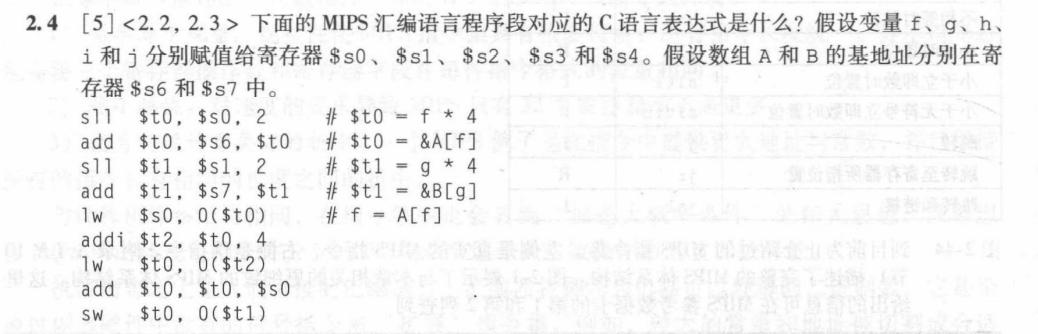 2.4 [5]<2.2, 2.3> 下面的 MIPS 汇编语言程序段对应的 C 语言表达式是什么？假设变量 f、g、h、
i 和 j 分别赋值给寄存器 $s0、$s1、$s2、$s3 和 $s4。假设数组 A 和 B 的基地址分别在寄
存器 $s6 和 $s7 中。
sll $t0, $s0, 2 # $t0 = f * 4
add $t0, $s6, $t0 # $t0 = &A[f]
sll $t1, $s1, 2 # $t1 = g * 4
add $t1, $s7, $t1 # $t1 = &B[g]
lw $s0, 0($t0) # f = A[f]
addi $t2, $t0, 4
lw $t0, 0($t2)
add $t0, $t0, $s0
sw $t0, 0($t1)